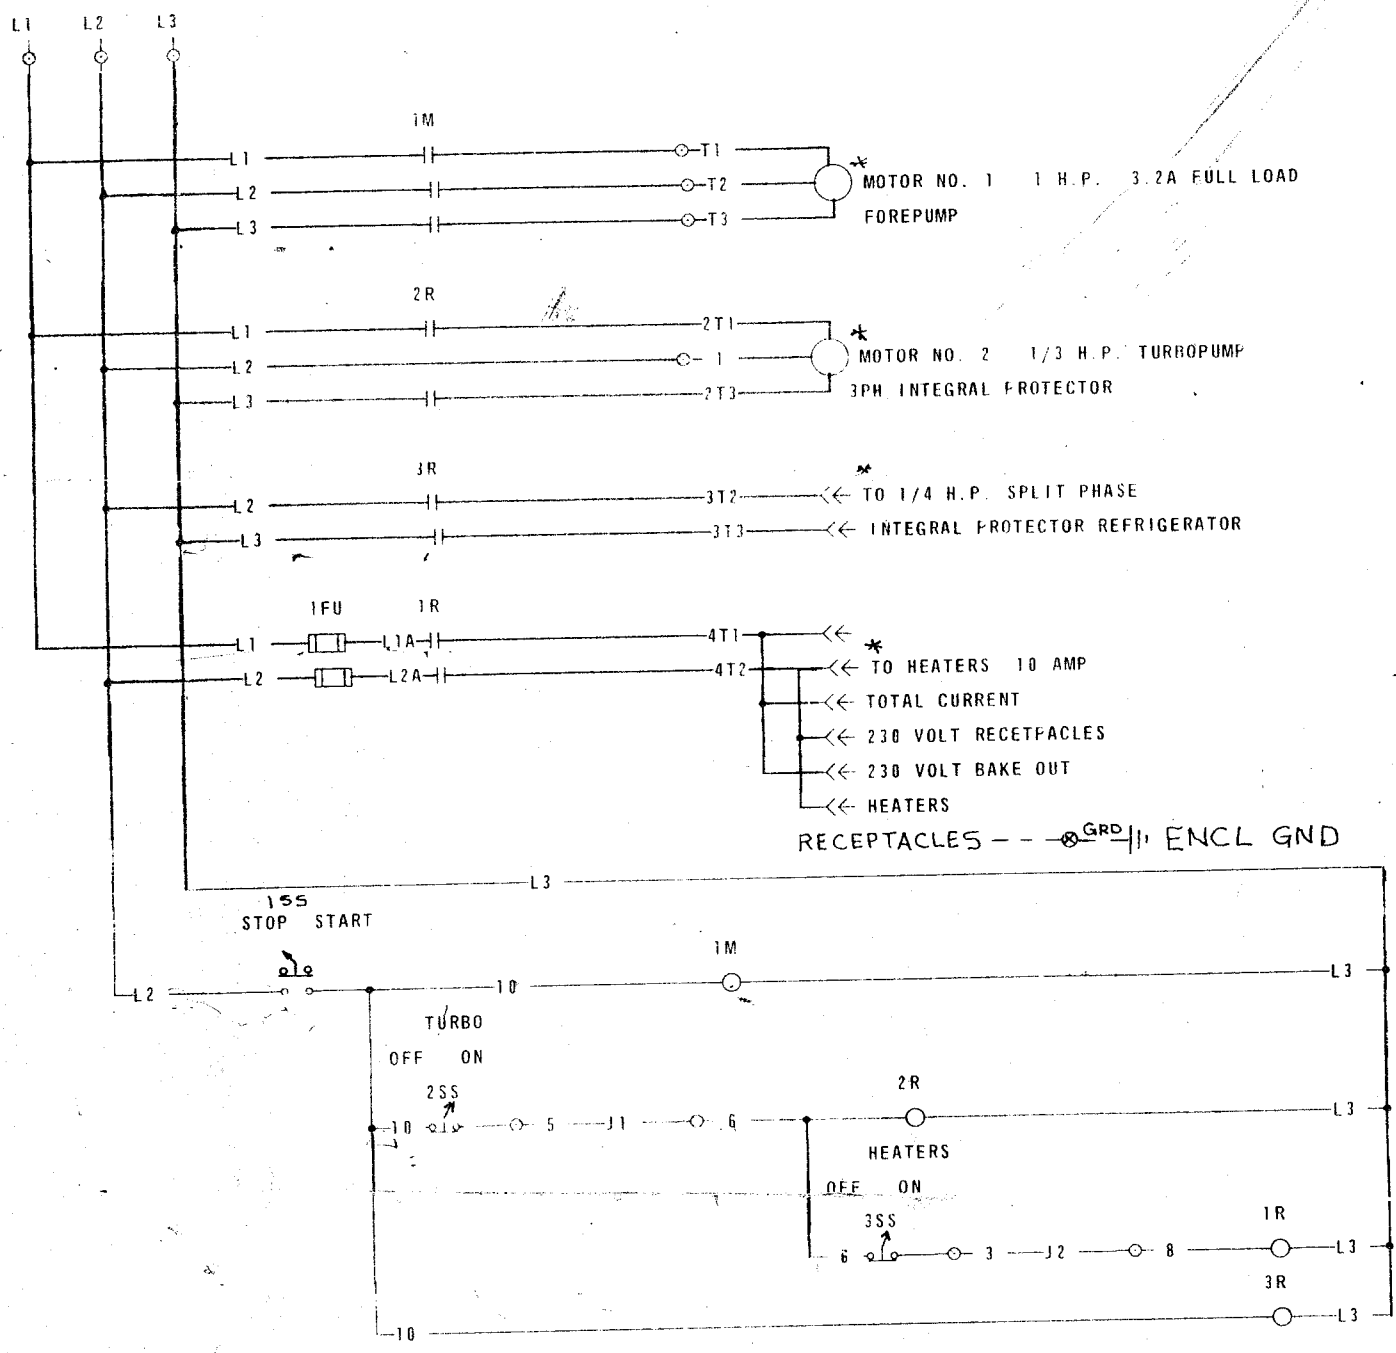 L1 L2 L3
1M
L1 T1
L2 T2 * MOTOR NO. 1 1 H.P. 3.2A FULL LOAD
L3 T3 FOREPUMP
2R
L1 2T1
L2 1 * MOTOR NO. 2 1/3 H.P. TURBOPUMP
L3 2T3 3PH INTEGRAL PROTECTOR
3R *
L2 3T2 TO 1/4 H.P. SPLIT PHASE
L3 3T3 INTEGRAL PROTECTOR REFRIGERATOR
1FU 1R
L1 L1A 4T1
L2 L2A 4T2 * TO HEATERS 10 AMP
TOTAL CURRENT
230 VOLT RECETPACLES
230 VOLT BAKE OUT
HEATERS
RECEPTACLES GRD ENCL GND
L3
1SS
STOP START
1M
L2 10 L3
TURBO
OFF ON
2SS 2R
10 5 J1 6 L3
HEATERS
OFF ON
3SS 1R
6 3 J2 8 L3
3R
10 L3